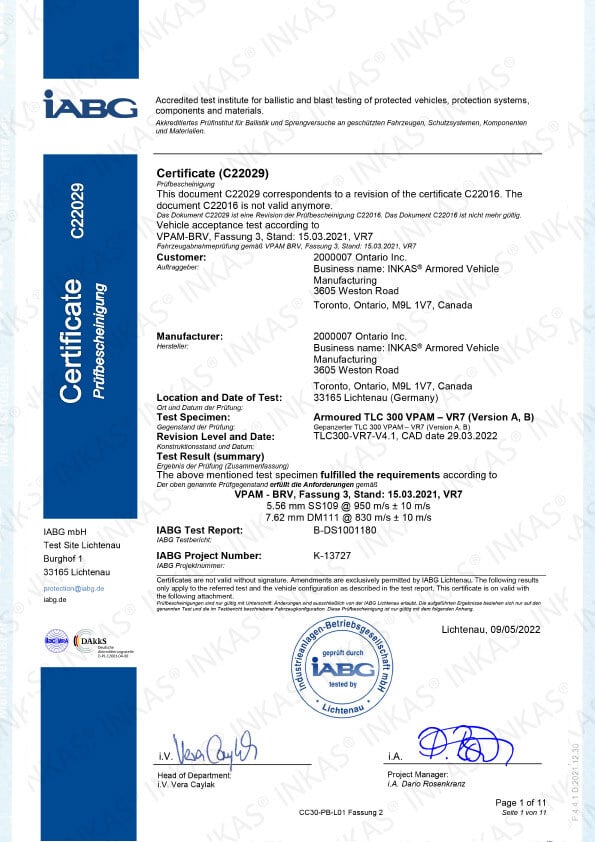 iABG
Accredited test institute for ballistic and blast testing of protected vehicles, protection systems,
components and materials.
Akkreditiertes Prüfinstitut für Ballistik und Sprengversuche an geschützten Fahrzeugen, Schutzsystemen, Komponenten
und Materialien.
Certificate C22029
Prüfbescheinigung
Certificate (C22029)
Prüfbescheinigung
This document C22029 correspondents to a revision of the certificate C22016. The
document C22016 is not valid anymore.
Das Dokument C22029 ist eine Revision der Prüfbescheinigung C22016. Das Dokument C22016 ist nicht mehr gültig.
Vehicle acceptance test according to
VPAM-BRV, Fassung 3, Stand: 15.03.2021, VR7
Fahrzeugabnahmeprüfung gemäß VPAM BRV, Fassung 3, Stand: 15.03.2021, VR7
Customer: 2000007 Ontario Inc.
Auftraggeber: Business name: INKAS® Armored Vehicle
Manufacturing
3605 Weston Road
Toronto, Ontario, M9L 1V7, Canada
Manufacturer: 2000007 Ontario Inc.
Hersteller: Business name: INKAS® Armored Vehicle
Manufacturing
3605 Weston Road
Toronto, Ontario, M9L 1V7, Canada
Location and Date of Test: 33165 Lichtenau (Germany)
Ort und Datum der Prüfung:
Test Specimen: Armoured TLC 300 VPAM – VR7 (Version A, B)
Gegenstand der Prüfung: Gepanzerter TLC 300 VPAM – VR7 (Version A, B)
Revision Level and Date: TLC300-VR7-V4.1, CAD date 29.03.2022
Konstruktionsstand und Datum:
Test Result (summary)
Ergebnis der Prüfung (Zusammenfassung)
The above mentioned test specimen fulfilled the requirements according to
Der oben genannte Prüfgegenstand erfüllt die Anforderungen gemäß
VPAM - BRV, Fassung 3, Stand: 15.03.2021, VR7
5.56 mm SS109 @ 950 m/s ± 10 m/s
7.62 mm DM111 @ 830 m/s ± 10 m/s
IABG Test Report: B-DS1001180
IABG Testbericht:
IABG Project Number: K-13727
IABG Projektnummer:
IABG mbH
Test Site Lichtenau
Burghof 1
33165 Lichtenau
protection@iabg.de
iabg.de
Certificates are not valid without signature. Amendments are exclusively permitted by IABG Lichtenau. The following results
only apply to the referred test and the vehicle configuration as described in the test report. This certificate is on valid with
the following attachment.
Prüfbescheinigungen sind nur gültig mit Unterschrift. Änderungen sind ausschließlich von der IABG Lichtenau erlaubt. Die aufgeführten Ergebnisse beziehen sich nur auf den
genannten Test und die im Testbericht beschriebene Fahrzeugkonfiguration. Diese Prüfbescheinigung ist nur gültig mit dem folgenden Anhang.
DAkkS
Deutsche
Akkreditierungsstelle
Lichtenau, 09/05/2022
Industrieanlagen-Betriebsgesellschaft mbH
geprüft durch
iABG
tested by
Lichtenau
i.V.
Head of Department:
i.V. Vera Caylak
i.A.
Project Manager:
i.A. Dario Rosenkranz
Page 1 of 11
CC30-PB-L01 Fassung 2 Seite 1 von 11
INKAS®